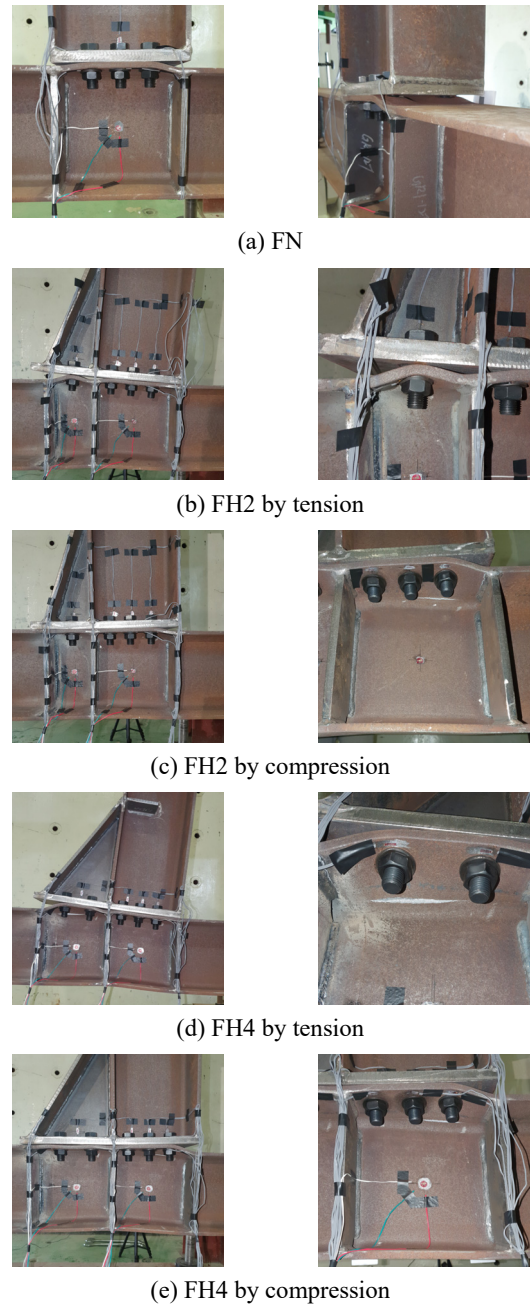 (a) FN
(b) FH2 by tension
(c) FH2 by compression
(d) FH4 by tension
(e) FH4 by compression